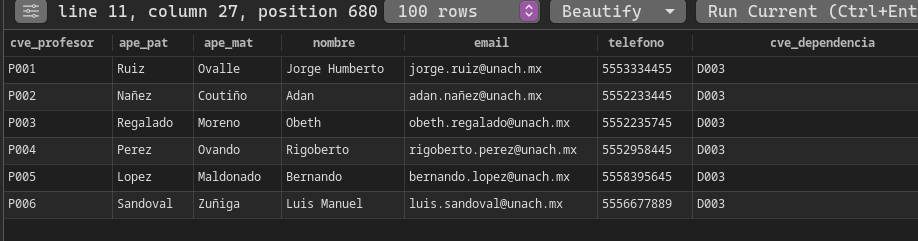 line 11, column 27, position 680 100 rows Beautify Run Current (Ctrl+Ent
cve_profesor ape_pat ape_mat nombre email telefono cve_dependencia
P001 Ruiz Ovalle Jorge Humberto jorge.ruiz@unach.mx 5553334455 D003
P002 Nañez Coutiño Adan adan.nañez@unach.mx 5552233445 D003
P003 Regalado Moreno Obeth obeth.regalado@unach.mx 5552235745 D003
P004 Perez Ovando Rigoberto rigoberto.perez@unach.mx 5552958445 D003
P005 Lopez Maldonado Bernando bernando.lopez@unach.mx 5558395645 D003
P006 Sandoval Zuñiga Luis Manuel luis.sandoval@unach.mx 5556677889 D003